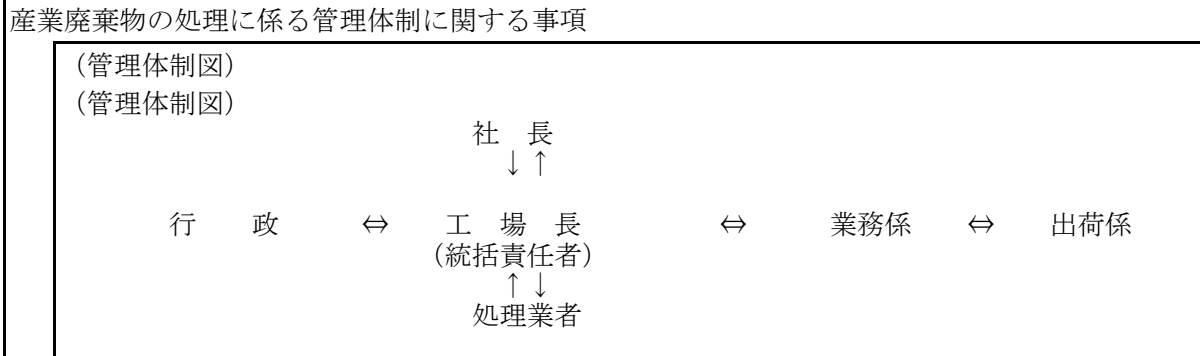 産業廃棄物の処理に係る管理体制に関する事項
（管理体制図）
（管理体制図）
社　長
↓↑
行　　政　　⇔　　工　場　長　　⇔　　業務係　　⇔　　出荷係
（統括責任者）
↑↓
処理業者